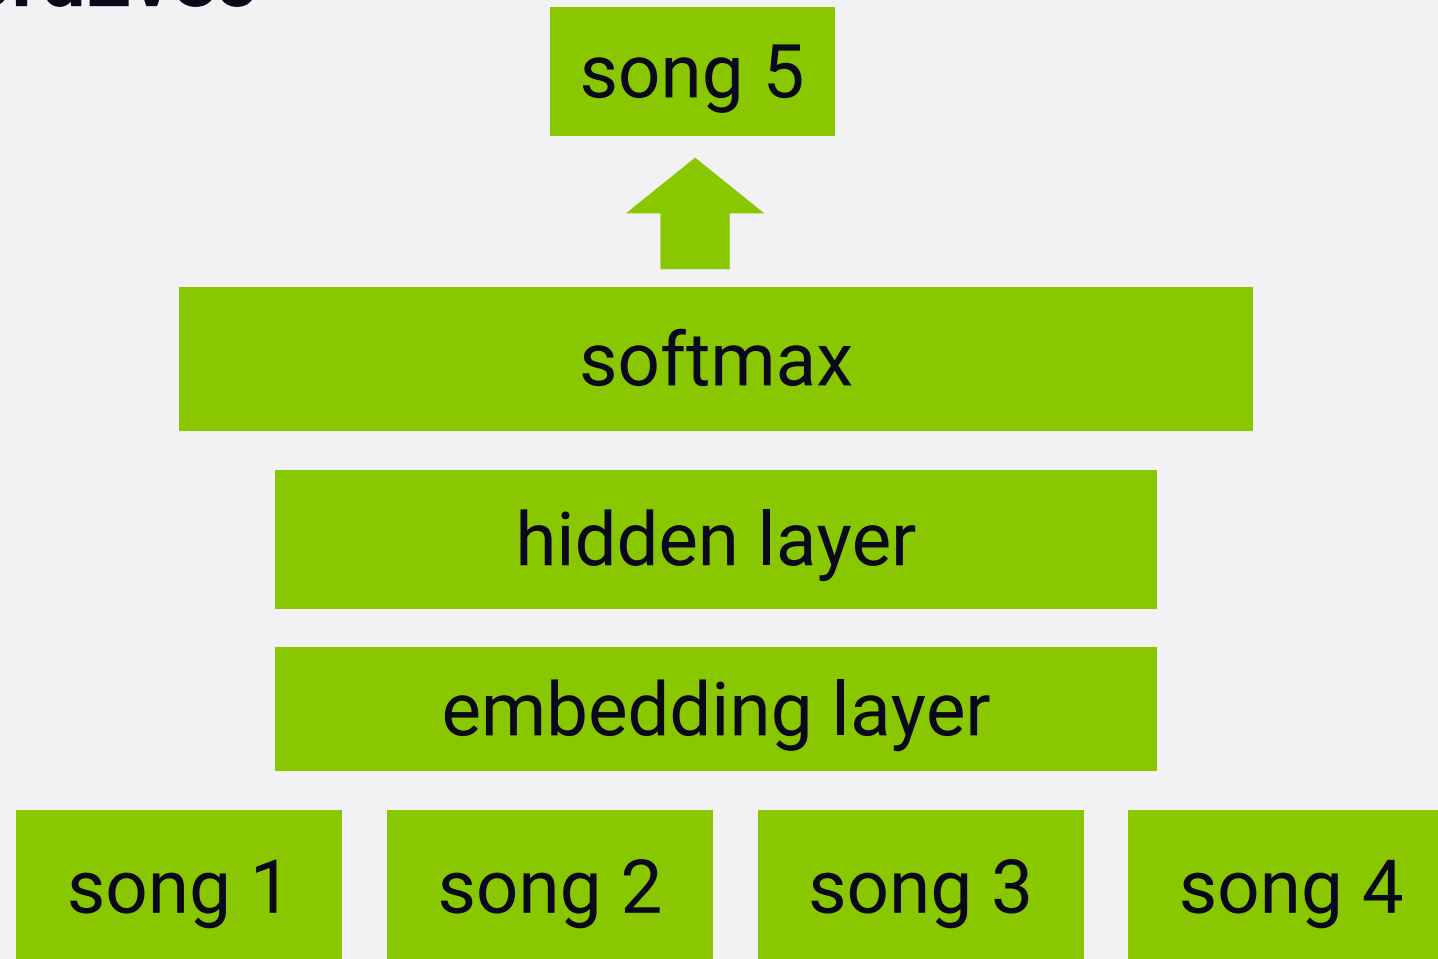 song 5
softmax
hidden layer
embedding layer
song 1 song 2 song 3 song 4